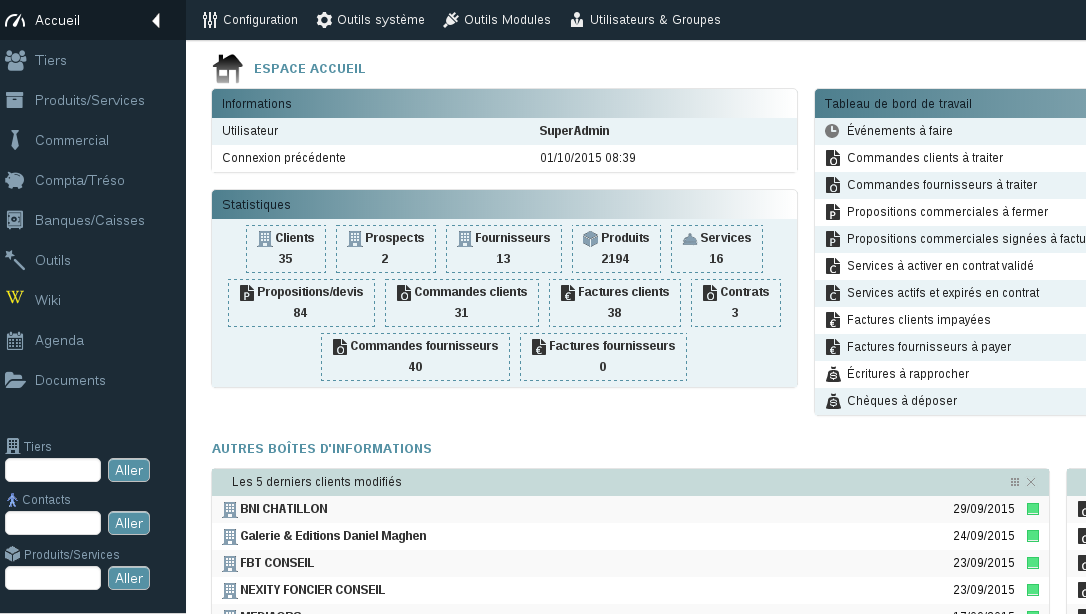 Accueil
Configuration
Outils système
Outils Modules
Utilisateurs & Groupes
Tiers
Produits/Services
Commercial
Compta/Tréso
Banques/Caisses
Outils
Wiki
Agenda
Documents
Tiers
Aller
Contacts
Aller
Produits/Services
Aller
ESPACE ACCUEIL
Informations
Utilisateur SuperAdmin
Connexion précédente 01/10/2015 08:39
Statistiques
Clients
35
Prospects
2
Fournisseurs
13
Produits
2194
Services
16
Propositions/devis
84
Commandes clients
31
Factures clients
38
Contrats
3
Commandes fournisseurs
40
Factures fournisseurs
0
Tableau de bord de travail
Événements à faire
Commandes clients à traiter
Commandes fournisseurs à traiter
Propositions commerciales à fermer
Propositions commerciales signées à factu
Services à activer en contrat validé
Services actifs et expirés en contrat
Factures clients impayées
Factures fournisseurs à payer
Écritures à rapprocher
Chèques à déposer
AUTRES BOÎTES D'INFORMATIONS
Les 5 derniers clients modifiés
BNI CHATILLON 29/09/2015
Galerie & Editions Daniel Maghen 24/09/2015
FBT CONSEIL 23/09/2015
NEXITY FONCIER CONSEIL 23/09/2015